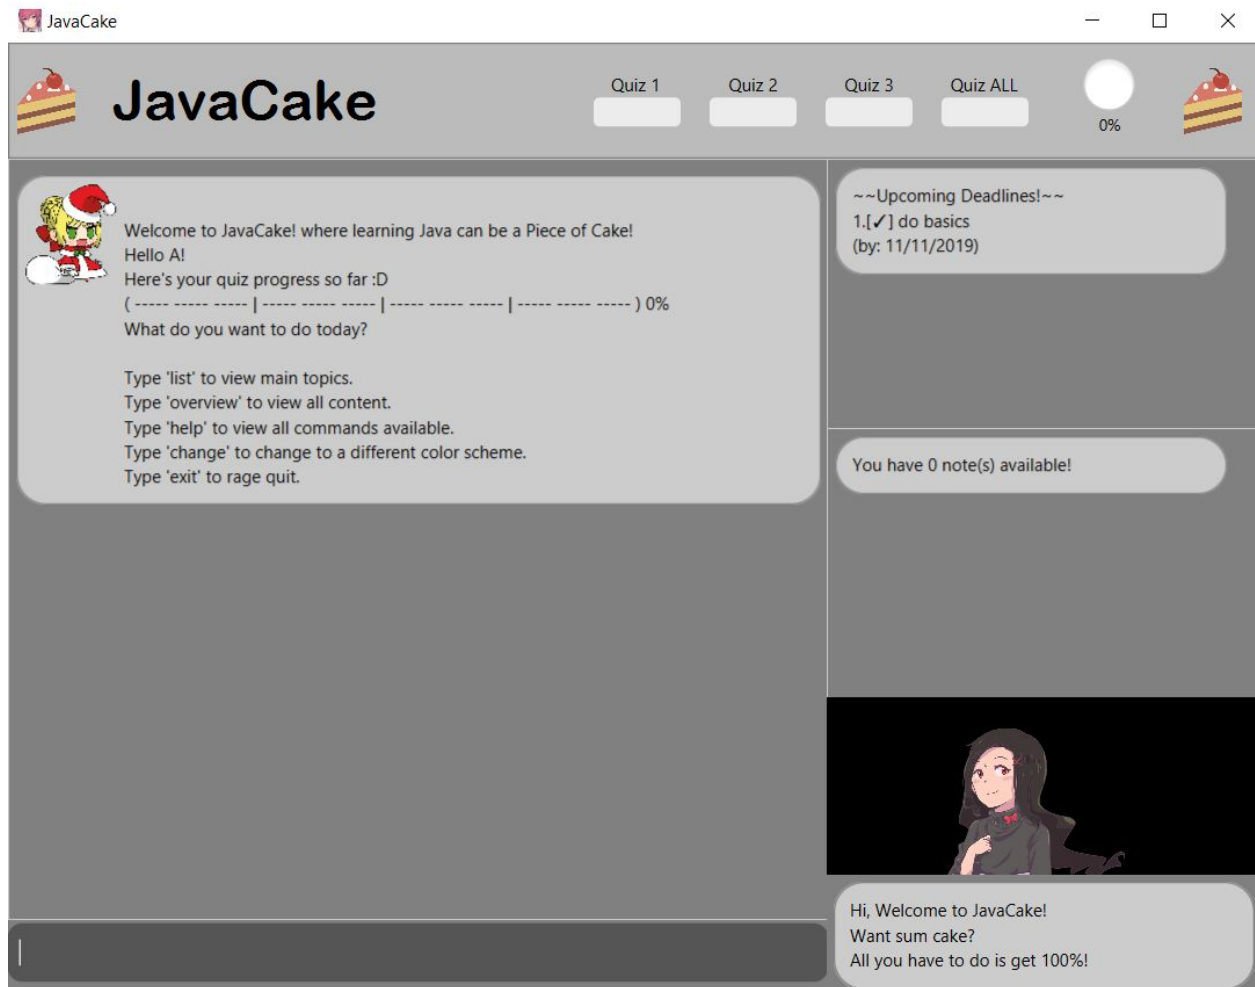 JavaCake
JavaCake
Quiz 1
Quiz 2
Quiz 3
Quiz ALL
0%
Welcome to JavaCake! where learning Java can be a Piece of Cake!
Hello A!
Here's your quiz progress so far :D
( ----- ----- ----- | ----- ----- ----- | ----- ----- ----- | ----- ----- ----- ) 0%
What do you want to do today?
Type 'list' to view main topics.
Type 'overview' to view all content.
Type 'help' to view all commands available.
Type 'change' to change to a different color scheme.
Type 'exit' to rage quit.
~~Upcoming Deadlines!~~
1.[✓] do basics
(by: 11/11/2019)
You have 0 note(s) available!
Hi, Welcome to JavaCake!
Want sum cake?
All you have to do is get 100%!